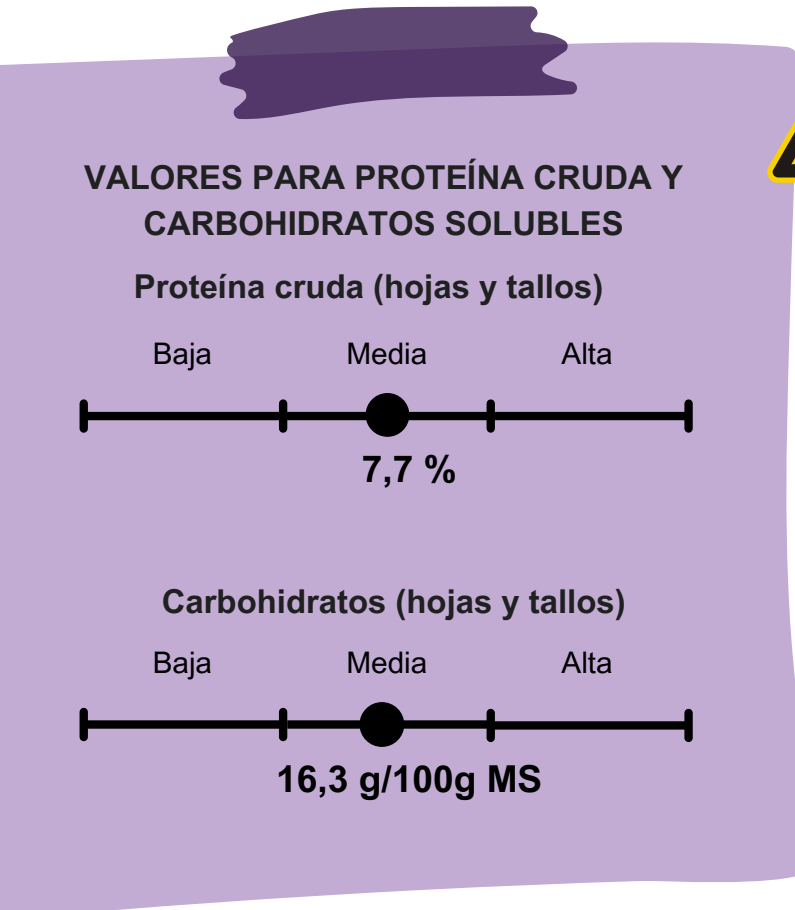 VALORES PARA PROTEÍNA CRUDA Y
CARBOHIDRATOS SOLUBLES
Proteína cruda (hojas y tallos)
Baja Media Alta
7,7 %
Carbohidratos (hojas y tallos)
Baja Media Alta
16,3 g/100g MS